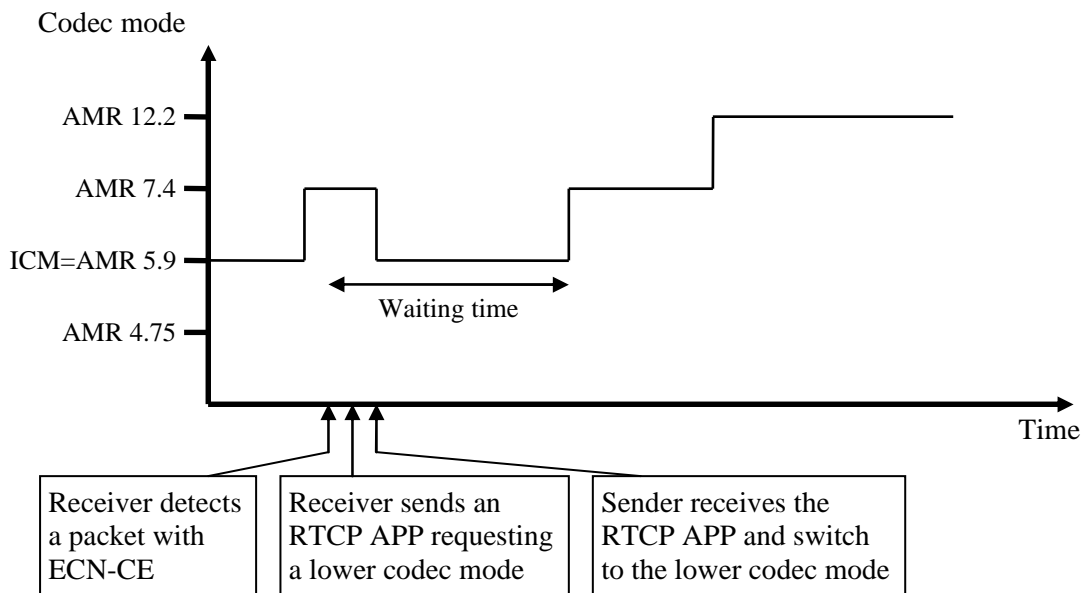 Codec mode
AMR 12.2
AMR 7.4
ICM=AMR 5.9
Waiting time
AMR 4.75
Time
Receiver detects
a packet with
ECN-CE
Receiver sends an
RTCP APP requesting
a lower codec mode
Sender receives the
RTCP APP and switch
to the lower codec mode